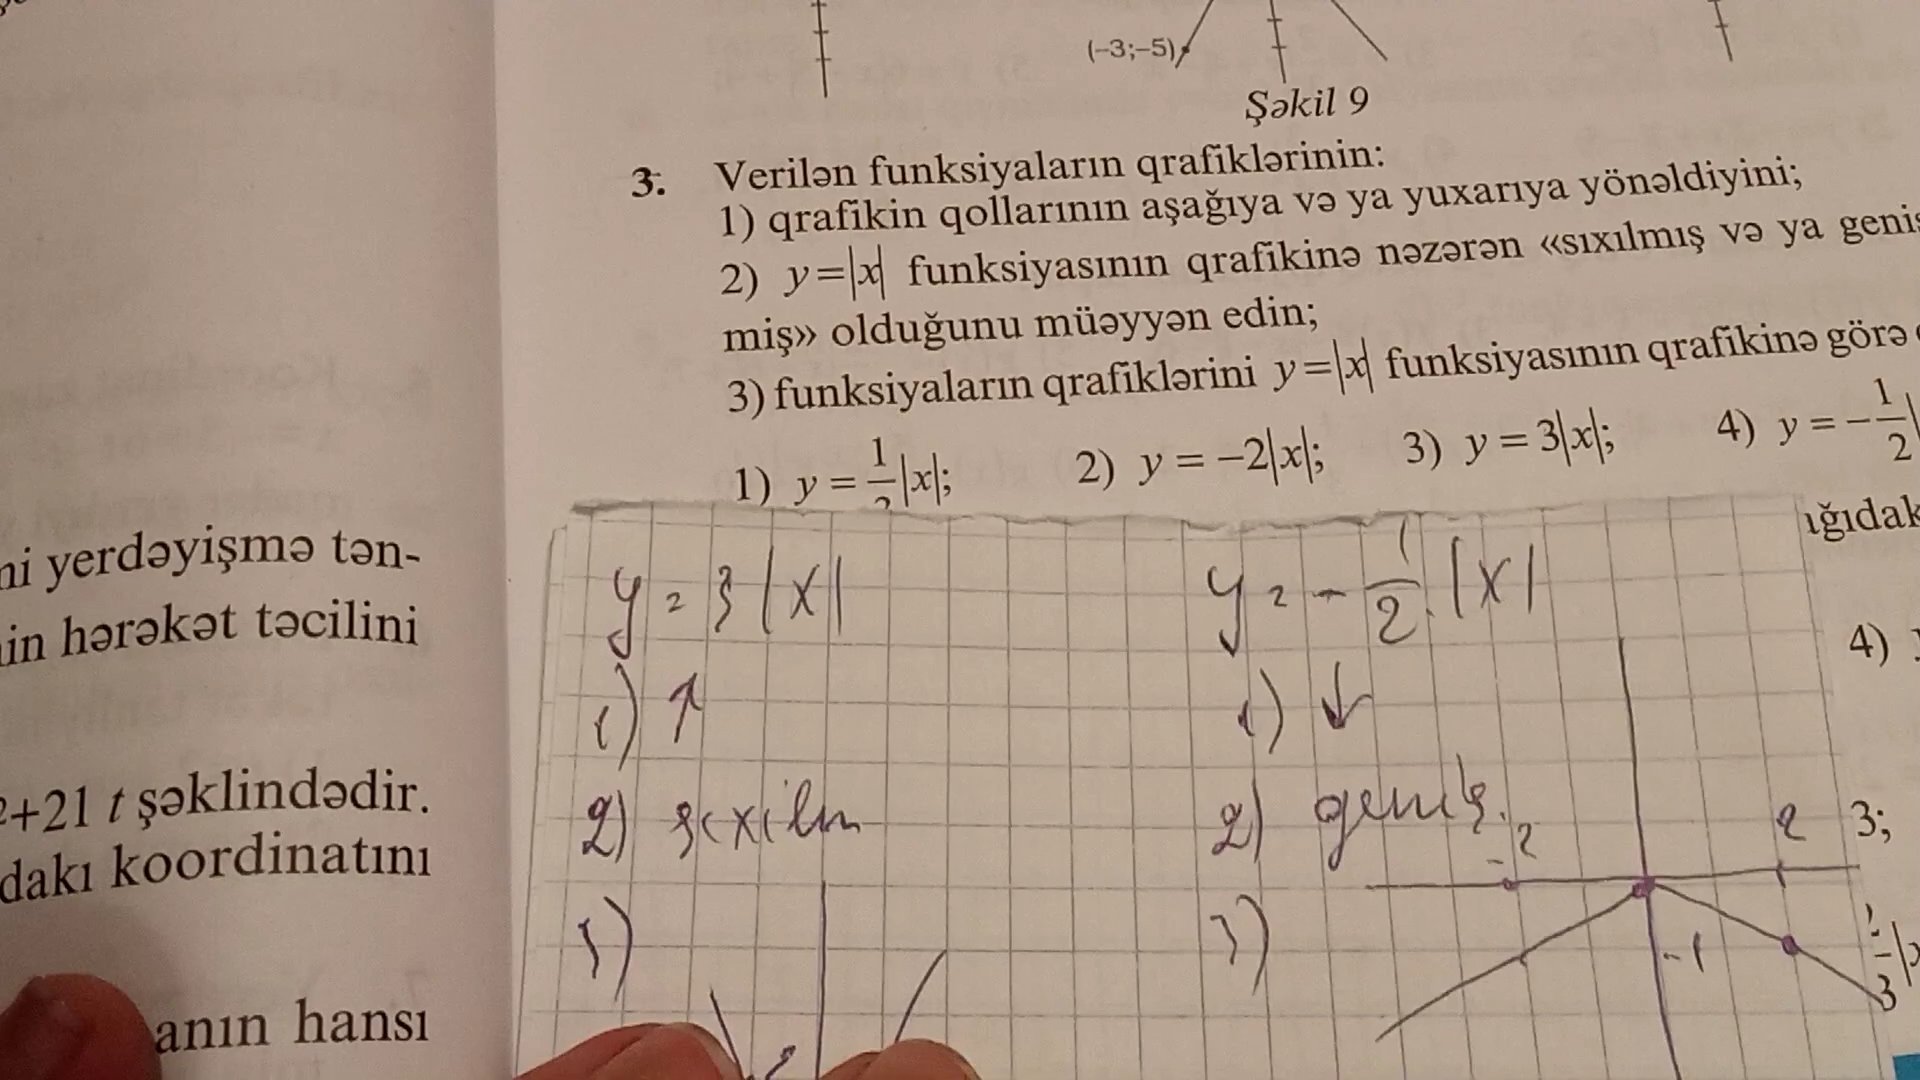 (–3;–5)
Şəkil 9
3. Verilən funksiyaların qrafiklərinin:
1) qrafikin qollarının aşağıya və ya yuxarıya yönəldiyini;
2) y=|x| funksiyasının qrafikinə nəzərən «sıxılmış və ya geniş
miş» olduğunu müəyyən edin;
3) funksiyaların qrafiklərini y=|x| funksiyasının qrafikinə görə
1) y = 1/2|x|; 2) y = –2|x|; 3) y = 3|x|; 4) y = –1/2|
ni yerdəyişmə tən-
in hərəkət təcilini
2+21 t şəklindədir.
dakı koordinatını
anın hansı
ığıdak
4)
3;
1/3|x
y = 3|x|
1) ↑
2) sıxılm
3)
y = -1/2.|x|
1) ↓
2) geniş.
3)
-2
2
-1